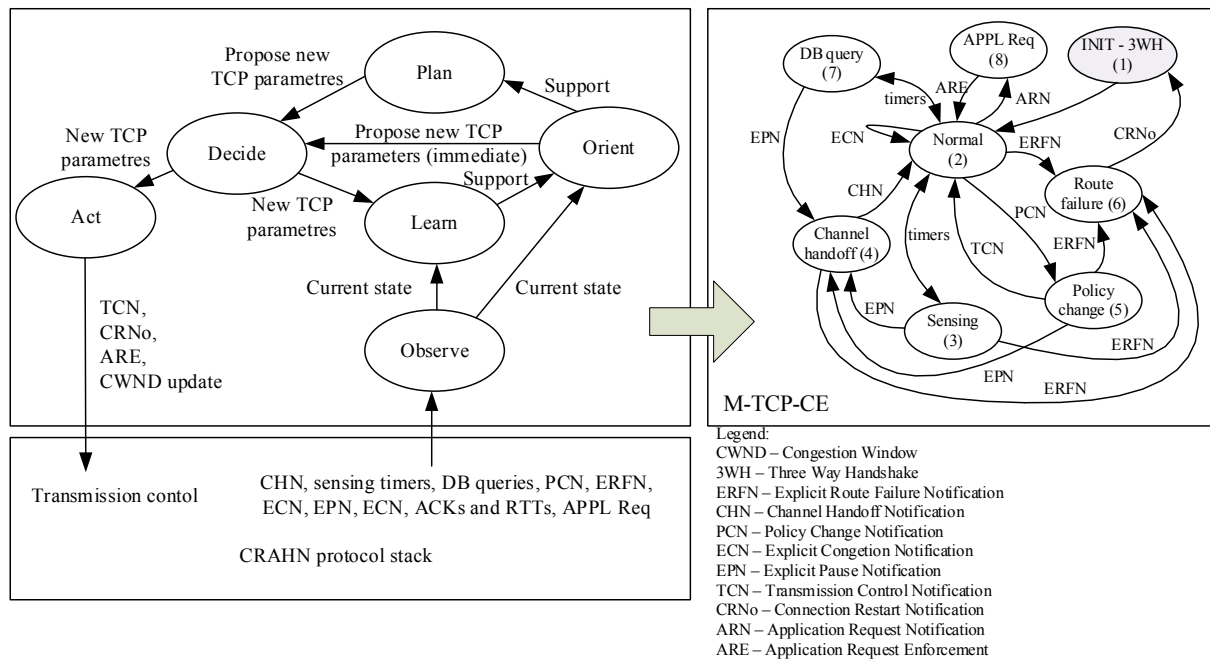 Propose new
TCP parametres
Plan
Support
New TCP
parametres
Decide
Propose new TCP
parameters (immediate)
Orient
Support
Act
New TCP
parametres
Learn
Current state
Current state
TCN,
CRNo,
ARE,
CWND update
Observe
Transmission contol
CHN, sensing timers, DB queries, PCN, ERFN,
ECN, EPN, ECN, ACKs and RTTs, APPL Req
CRAHN protocol stack
DB query
(7)
APPL Req
(8)
INIT - 3WH
(1)
timers
ARE
ARN
EPN
ECN
Normal
(2)
ERFN
CRNo
CHN
Route
failure (6)
PCN
timers
TCN
ERFN
Channel
handoff (4)
Policy
change (5)
EPN
Sensing
(3)
ERFN
EPN
ERFN
M-TCP-CE
Legend:
CWND – Congestion Window
3WH – Three Way Handshake
ERFN – Explicit Route Failure Notification
CHN – Channel Handoff Notification
PCN – Policy Change Notification
ECN – Explicit Congetion Notification
EPN – Explicit Pause Notification
TCN – Transmission Control Notification
CRNo – Connection Restart Notification
ARN – Application Request Notification
ARE – Application Request Enforcement